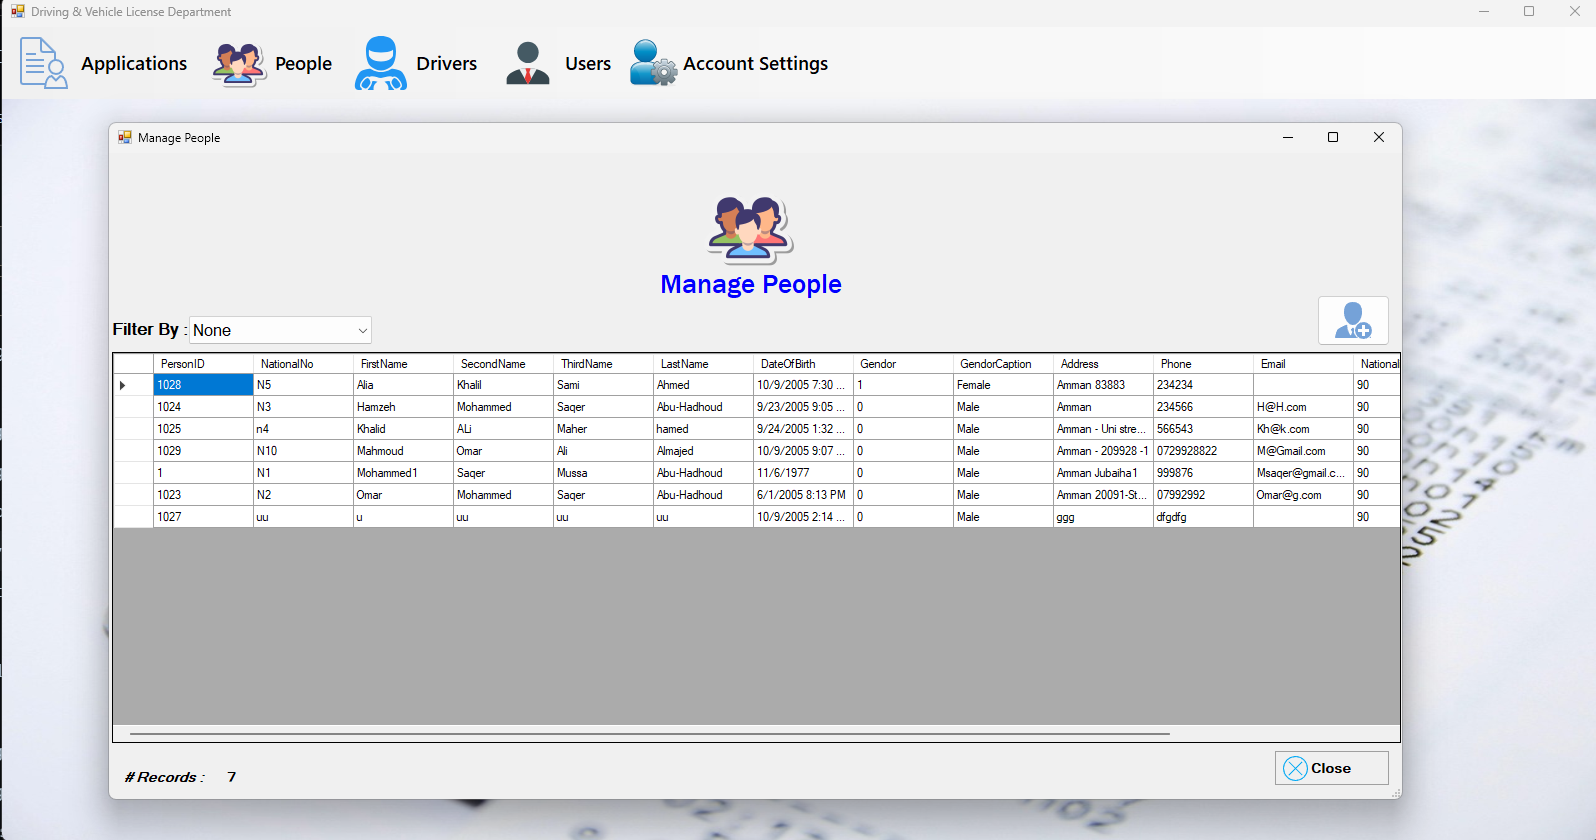 Driving & Vehicle License Department
Applications People Drivers Users Account Settings
Manage People
Manage People
Filter By : None
PersonID NationalNo FirstName SecondName ThirdName LastName DateOfBirth Gendor GendorCaption Address Phone Email National
1028 N5 Alia Khalil Sami Ahmed 10/9/2005 7:30 ... 1 Female Amman 83883 234234 90
1024 N3 Hamzeh Mohammed Saqer Abu-Hadhoud 9/23/2005 9:05 ... 0 Male Amman 234566 H@H.com 90
1025 n4 Khalid ALi Maher hamed 9/24/2005 1:32 ... 0 Male Amman - Uni stre... 566543 Kh@k.com 90
1029 N10 Mahmoud Omar Ali Almajed 10/9/2005 9:07 ... 0 Male Amman - 209928 -1 0729928822 M@Gmail.com 90
1 N1 Mohammed1 Saqer Mussa Abu-Hadhoud 11/6/1977 0 Male Amman Jubaiha1 999876 Msaqer@gmail.c... 90
1023 N2 Omar Mohammed Saqer Abu-Hadhoud 6/1/2005 8:13 PM 0 Male Amman 20091-St... 07992992 Omar@g.com 90
1027 uu u uu uu uu 10/9/2005 2:14 ... 0 Male ggg dfgdfg 90
# Records : 7
Close